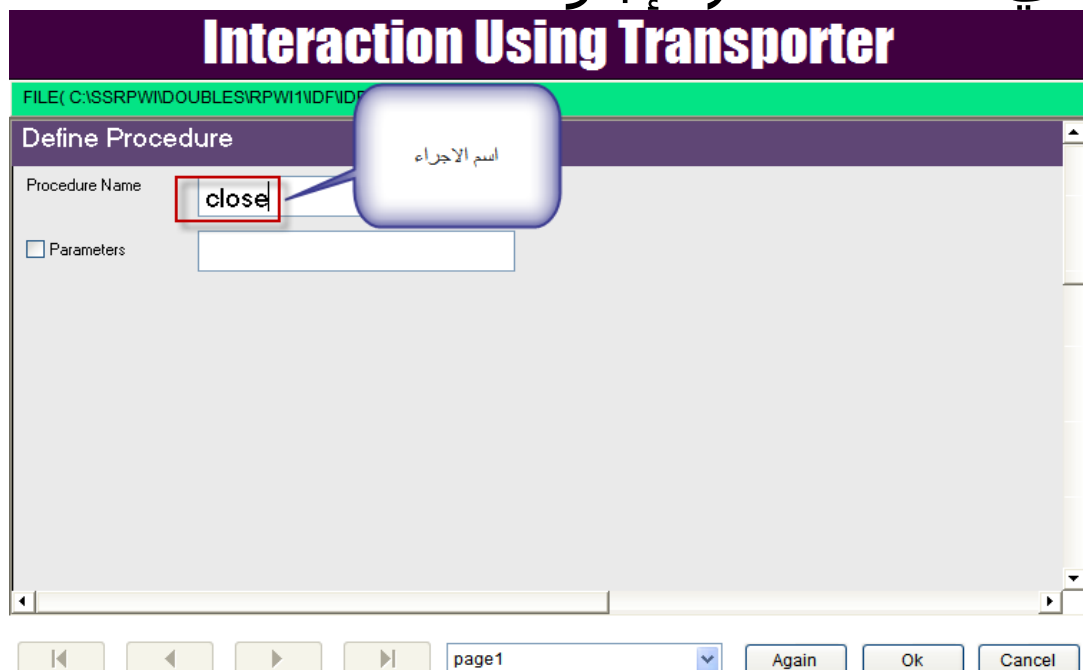 Interaction Using Transporter
FILE( C:\SSRPWI\DOUBLES\RPWI1\IDF\
Define Procedure
اسم الاجراء
Procedure Name
close
Parameters
page1
Again
Ok
Cancel